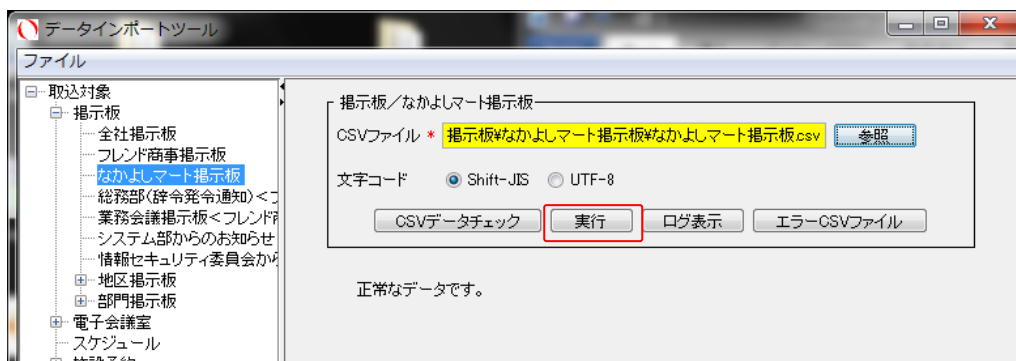 データインポートツール
ファイル
取込対象
掲示板
全社掲示板
フレンド商事掲示板
なかよしマート掲示板
総務部(辞令発令通知)<フ
業務会議掲示板<フレンド商
システム部からのお知らせ
情報セキュリティ委員会から
地区掲示板
部門掲示板
電子会議室
スケジュール
掲示板/なかよしマート掲示板
CSVファイル * 掲示板¥なかよしマート掲示板¥なかよしマート掲示板.csv 参照
文字コード Shift-JIS UTF-8
CSVデータチェック 実行 ログ表示 エラーCSVファイル
正常なデータです。